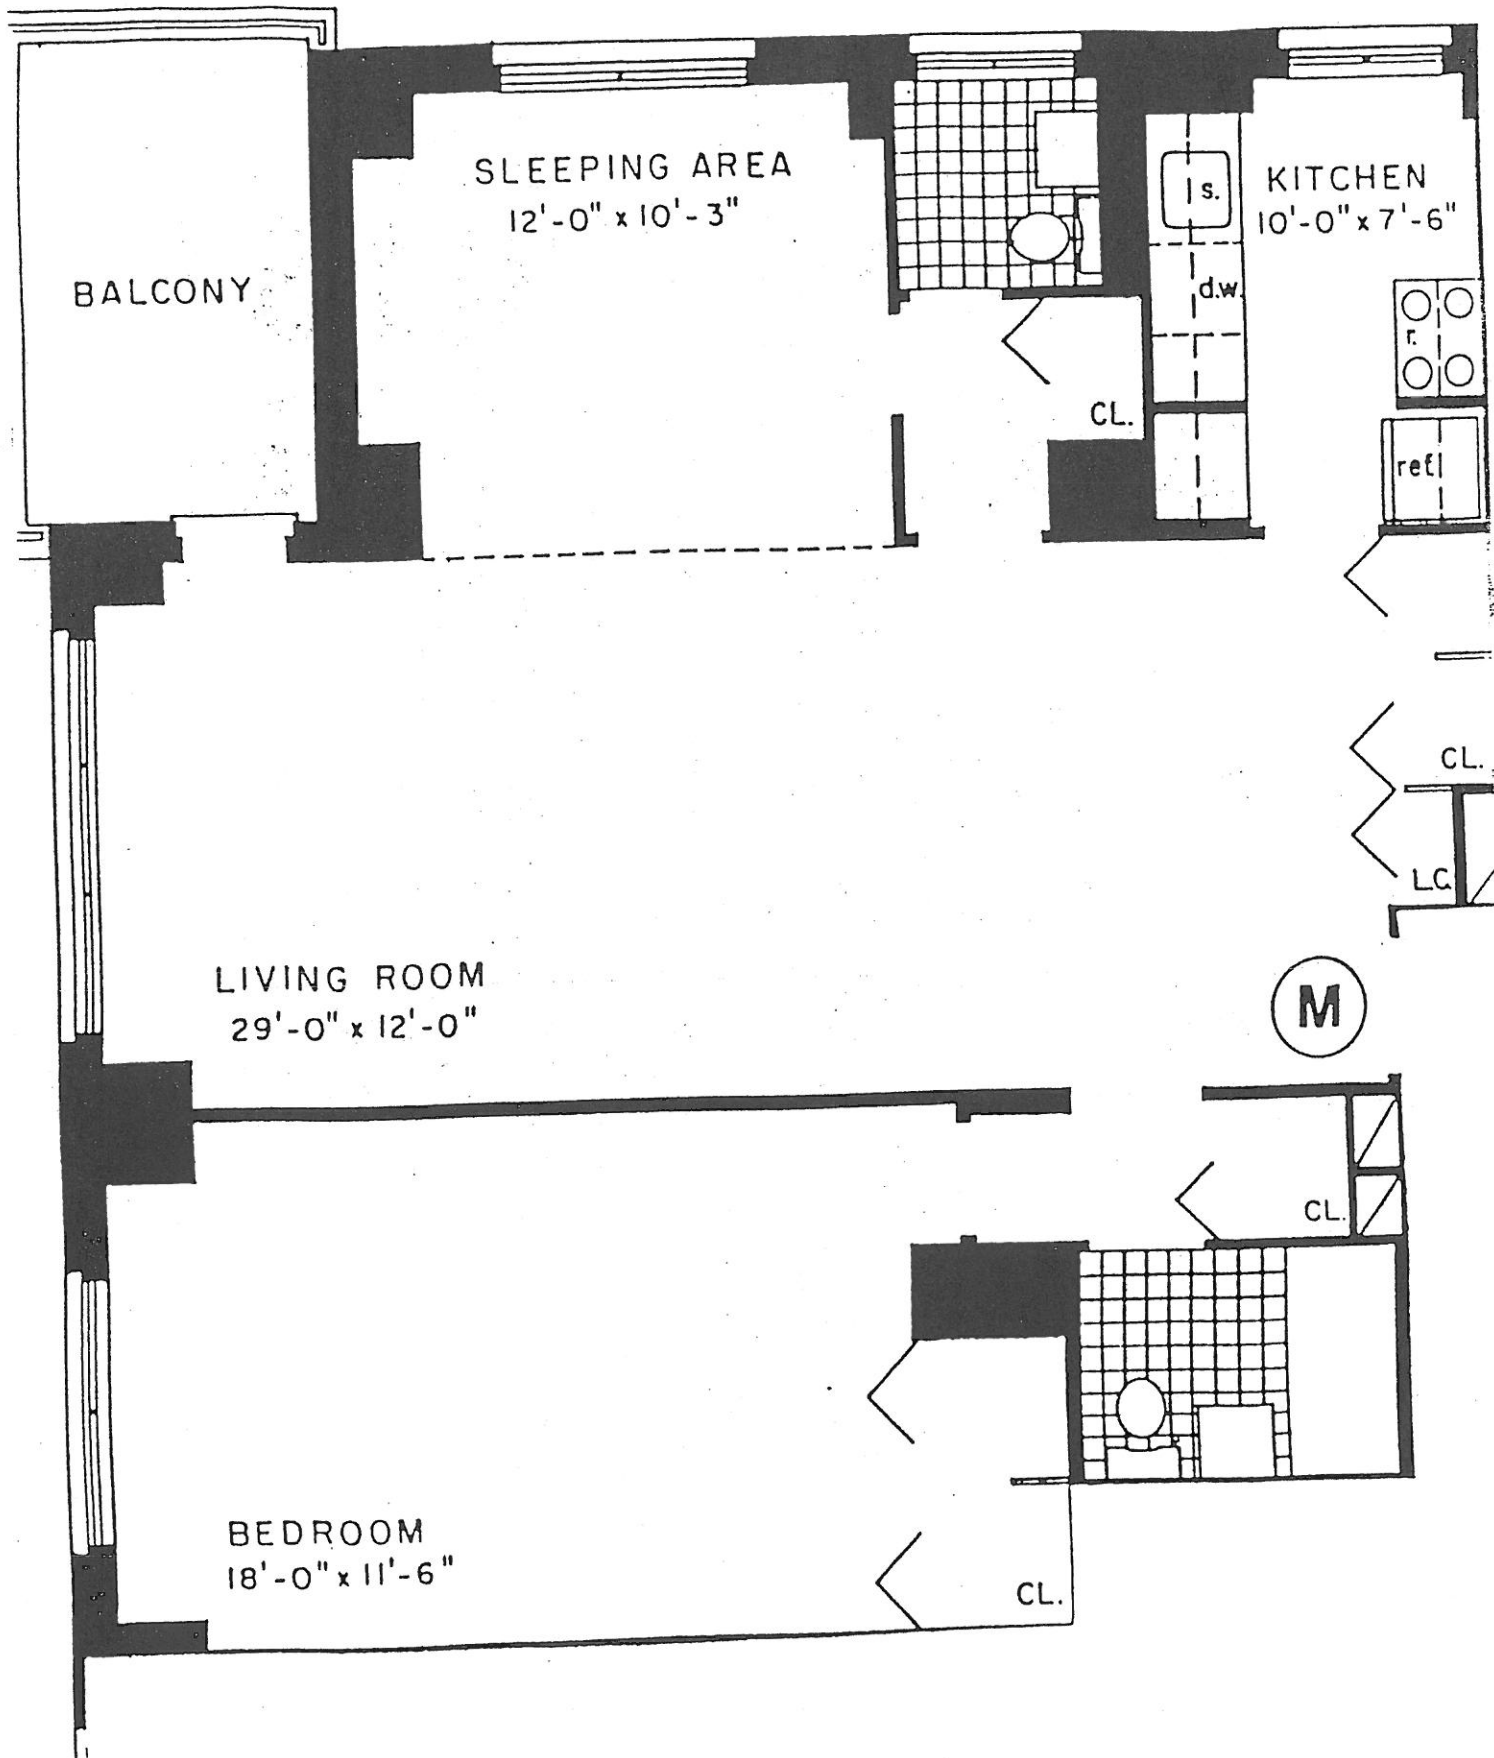 SLEEPING AREA
12'-0" x 10'-3"
BALCONY
s.
KITCHEN
10'-0" x 7'-6"
d.w.
r.
CL.
ref.
CL.
L.C.
LIVING ROOM
29'-0" x 12'-0"
M
CL.
BEDROOM
18'-0" x 11'-6"
CL.